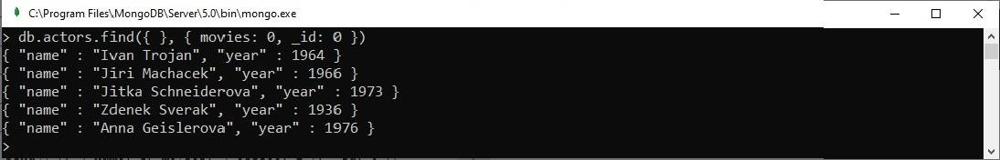 C:\Program Files\MongoDB\Server\5.0\bin\mongo.exe
> db.actors.find({ }, { movies: 0, _id: 0 })
{ "name" : "Ivan Trojan", "year" : 1964 }
{ "name" : "Jiri Machacek", "year" : 1966 }
{ "name" : "Jitka Schneiderova", "year" : 1973 }
{ "name" : "Zdenek Sverak", "year" : 1936 }
{ "name" : "Anna Geislerova", "year" : 1976 }
>